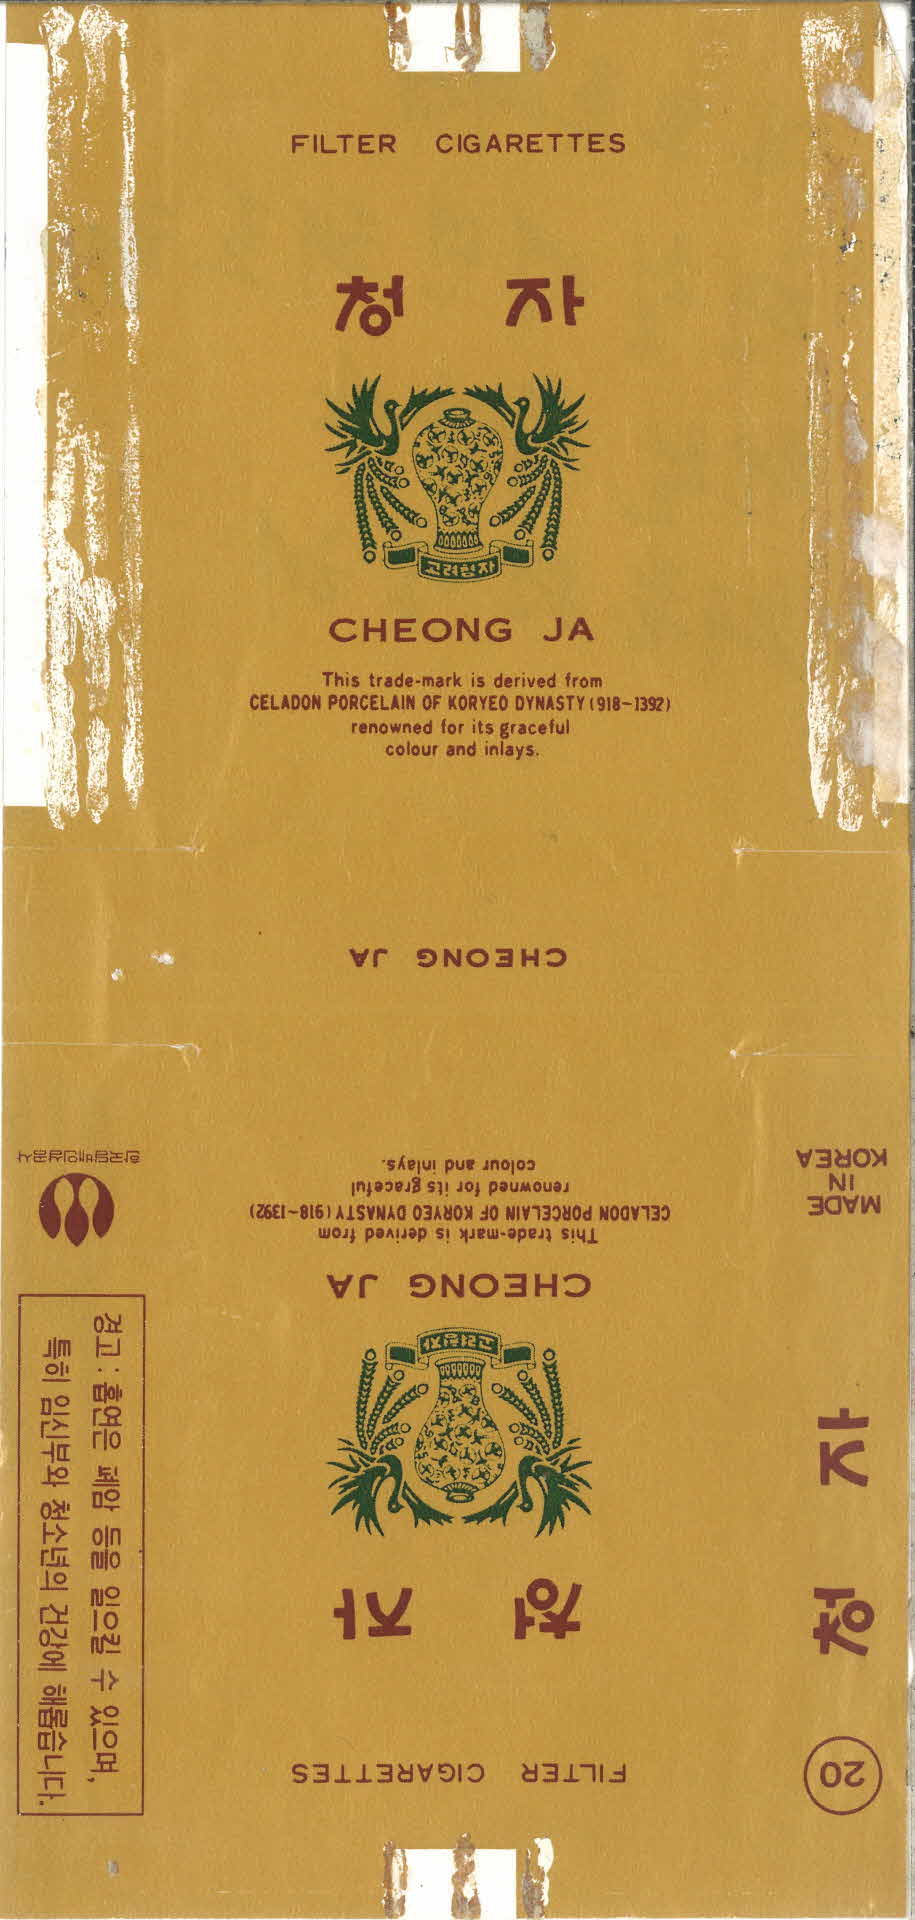 FILTER CIGARETTES
청 자
고려청자
CHEONG JA
This trade-mark is derived from
CELADON PORCELAIN OF KORYEO DYNASTY (918~1392)
renowned for its graceful
colour and inlays.
CHEONG JA
FILTER CIGARETTES
청 자
고려청자
CHEONG JA
This trade-mark is derived from
CELADON PORCELAIN OF KORYEO DYNASTY (918~1392)
renowned for its graceful
colour and inlays.
한국담배인삼공사
경고: 흡연은 폐암 등을 일으킬 수 있으며,
특히 임신부와 청소년의 건강에 해롭습니다.
MADE
IN
KOREA
청 자
20